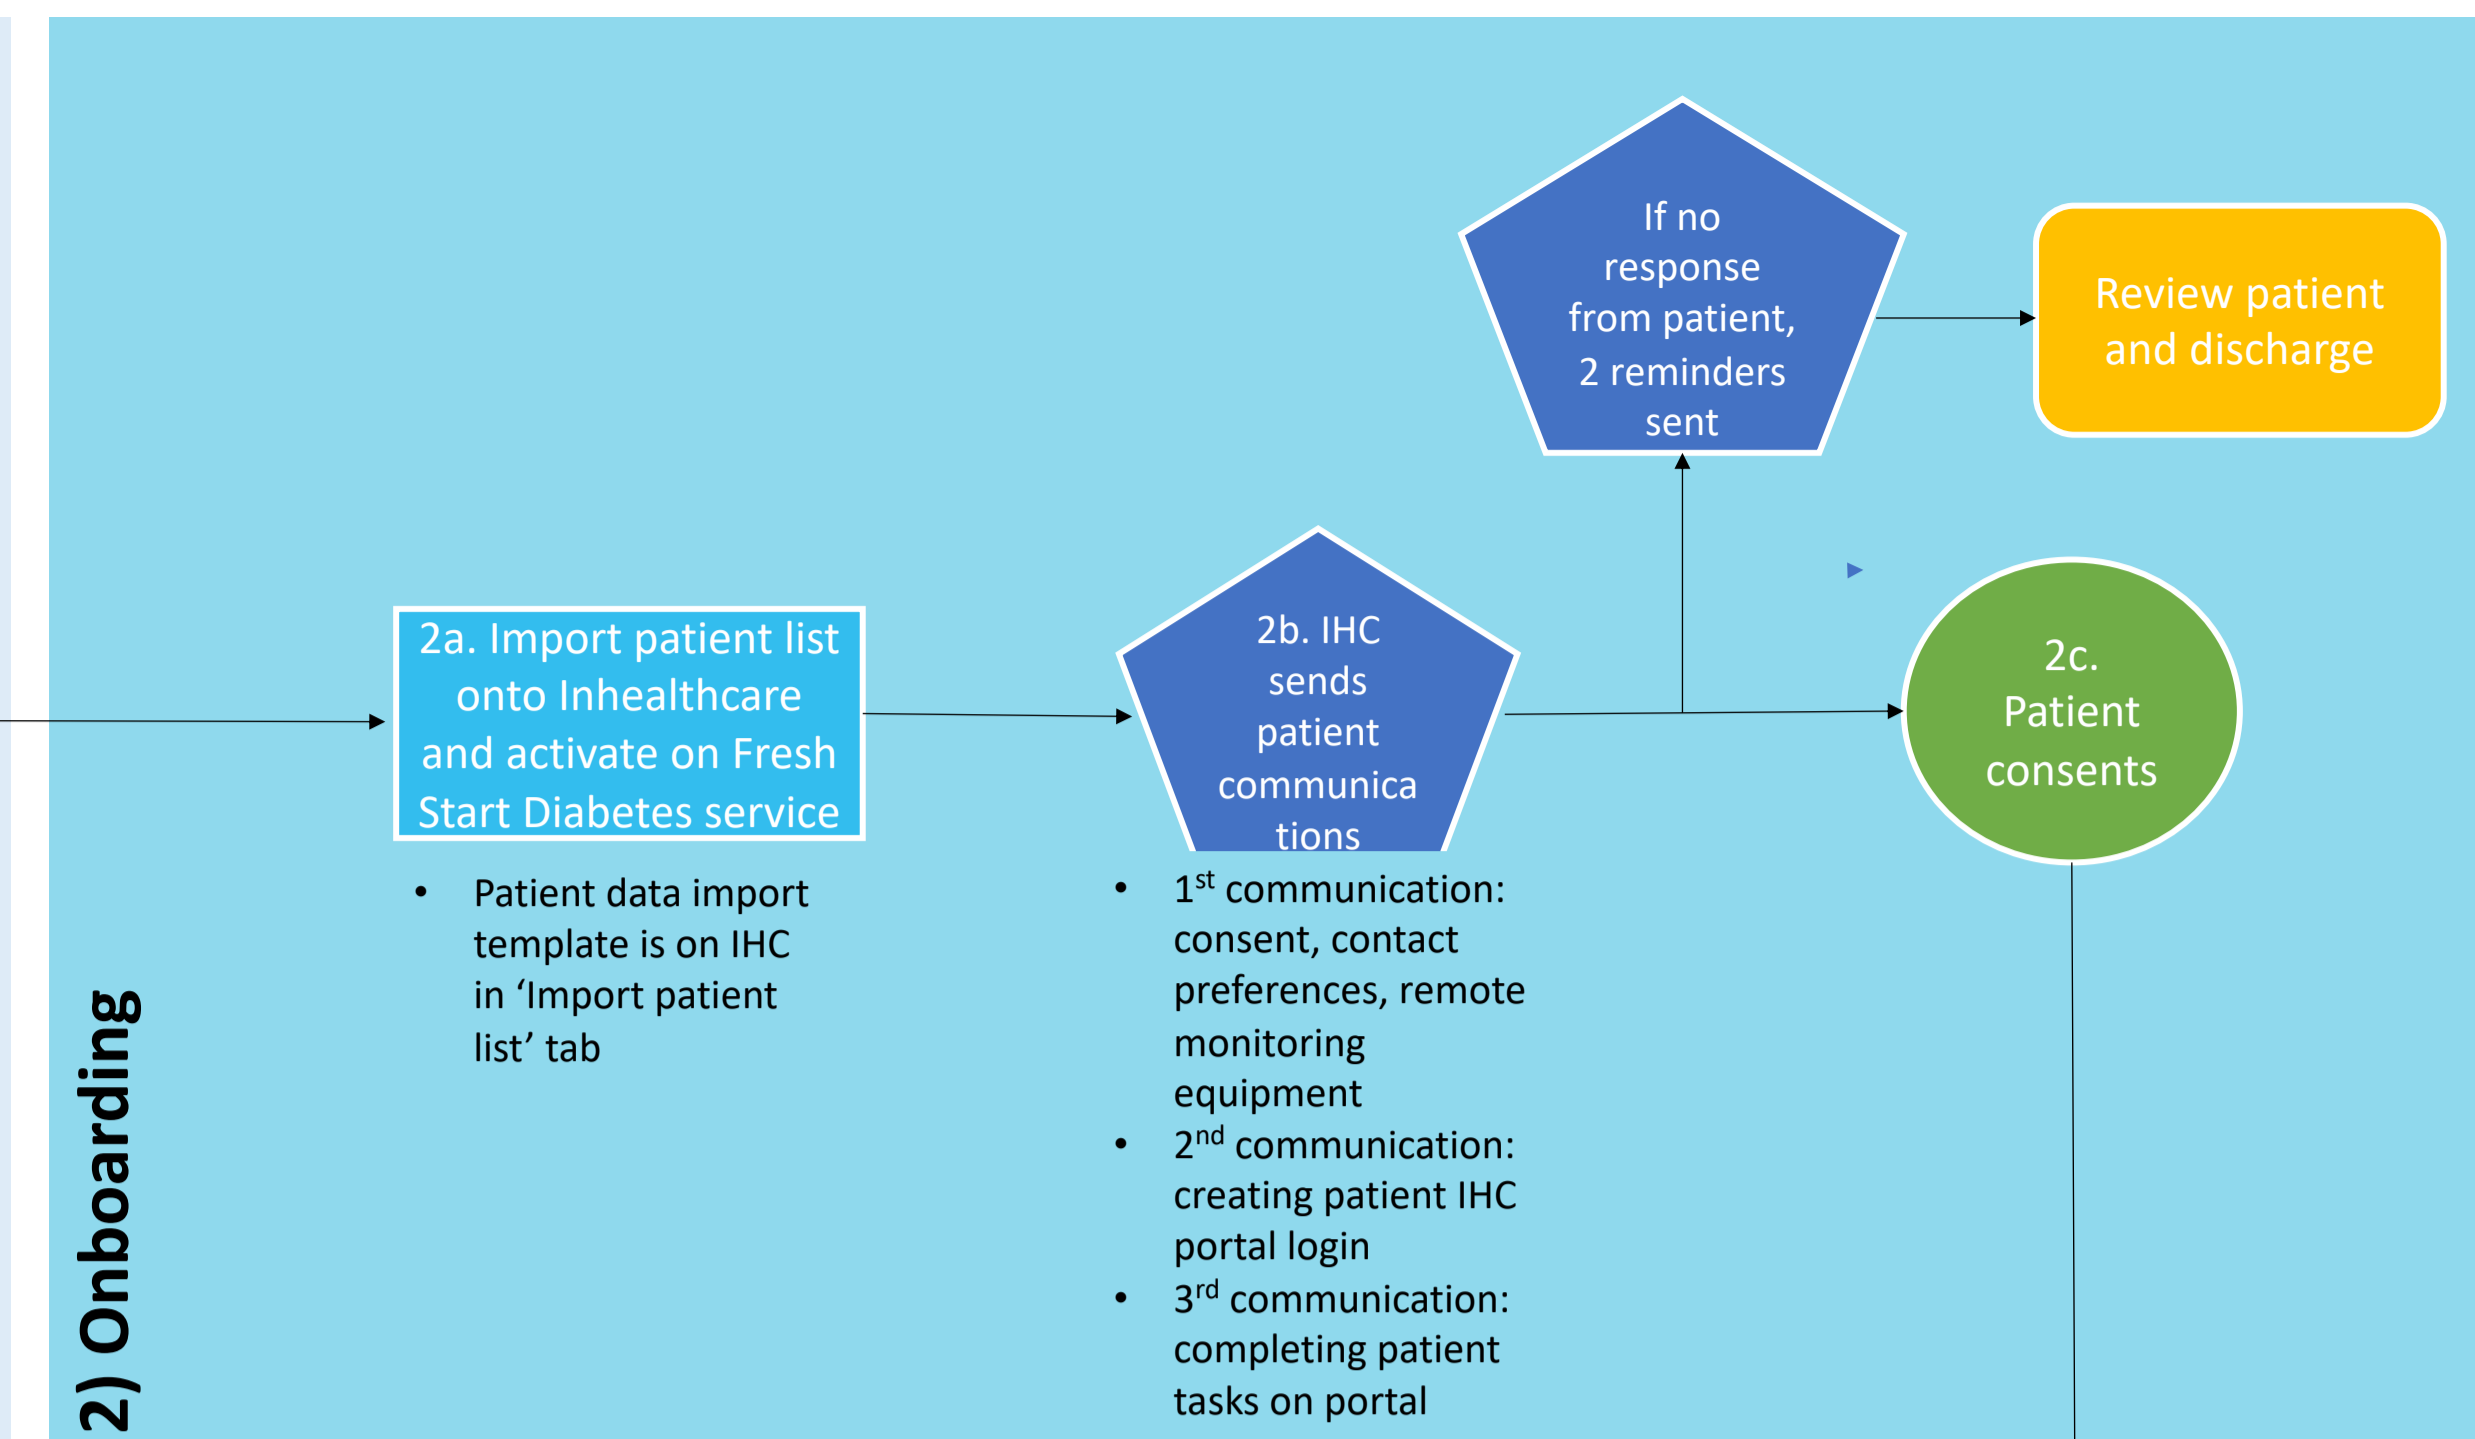 If no
response
from patient,
2 reminders
sent
Review patient
and discharge
2a. Import patient list
onto Inhealthcare
and activate on Fresh
Start Diabetes service
2b. IHC
sends
patient
communica
tions
2c.
Patient
consents
• Patient data import
template is on IHC
in ‘Import patient
list’ tab
• 1st communication:
consent, contact
preferences, remote
monitoring
equipment
• 2nd communication:
creating patient IHC
portal login
• 3rd communication:
completing patient
tasks on portal
2) Onboarding